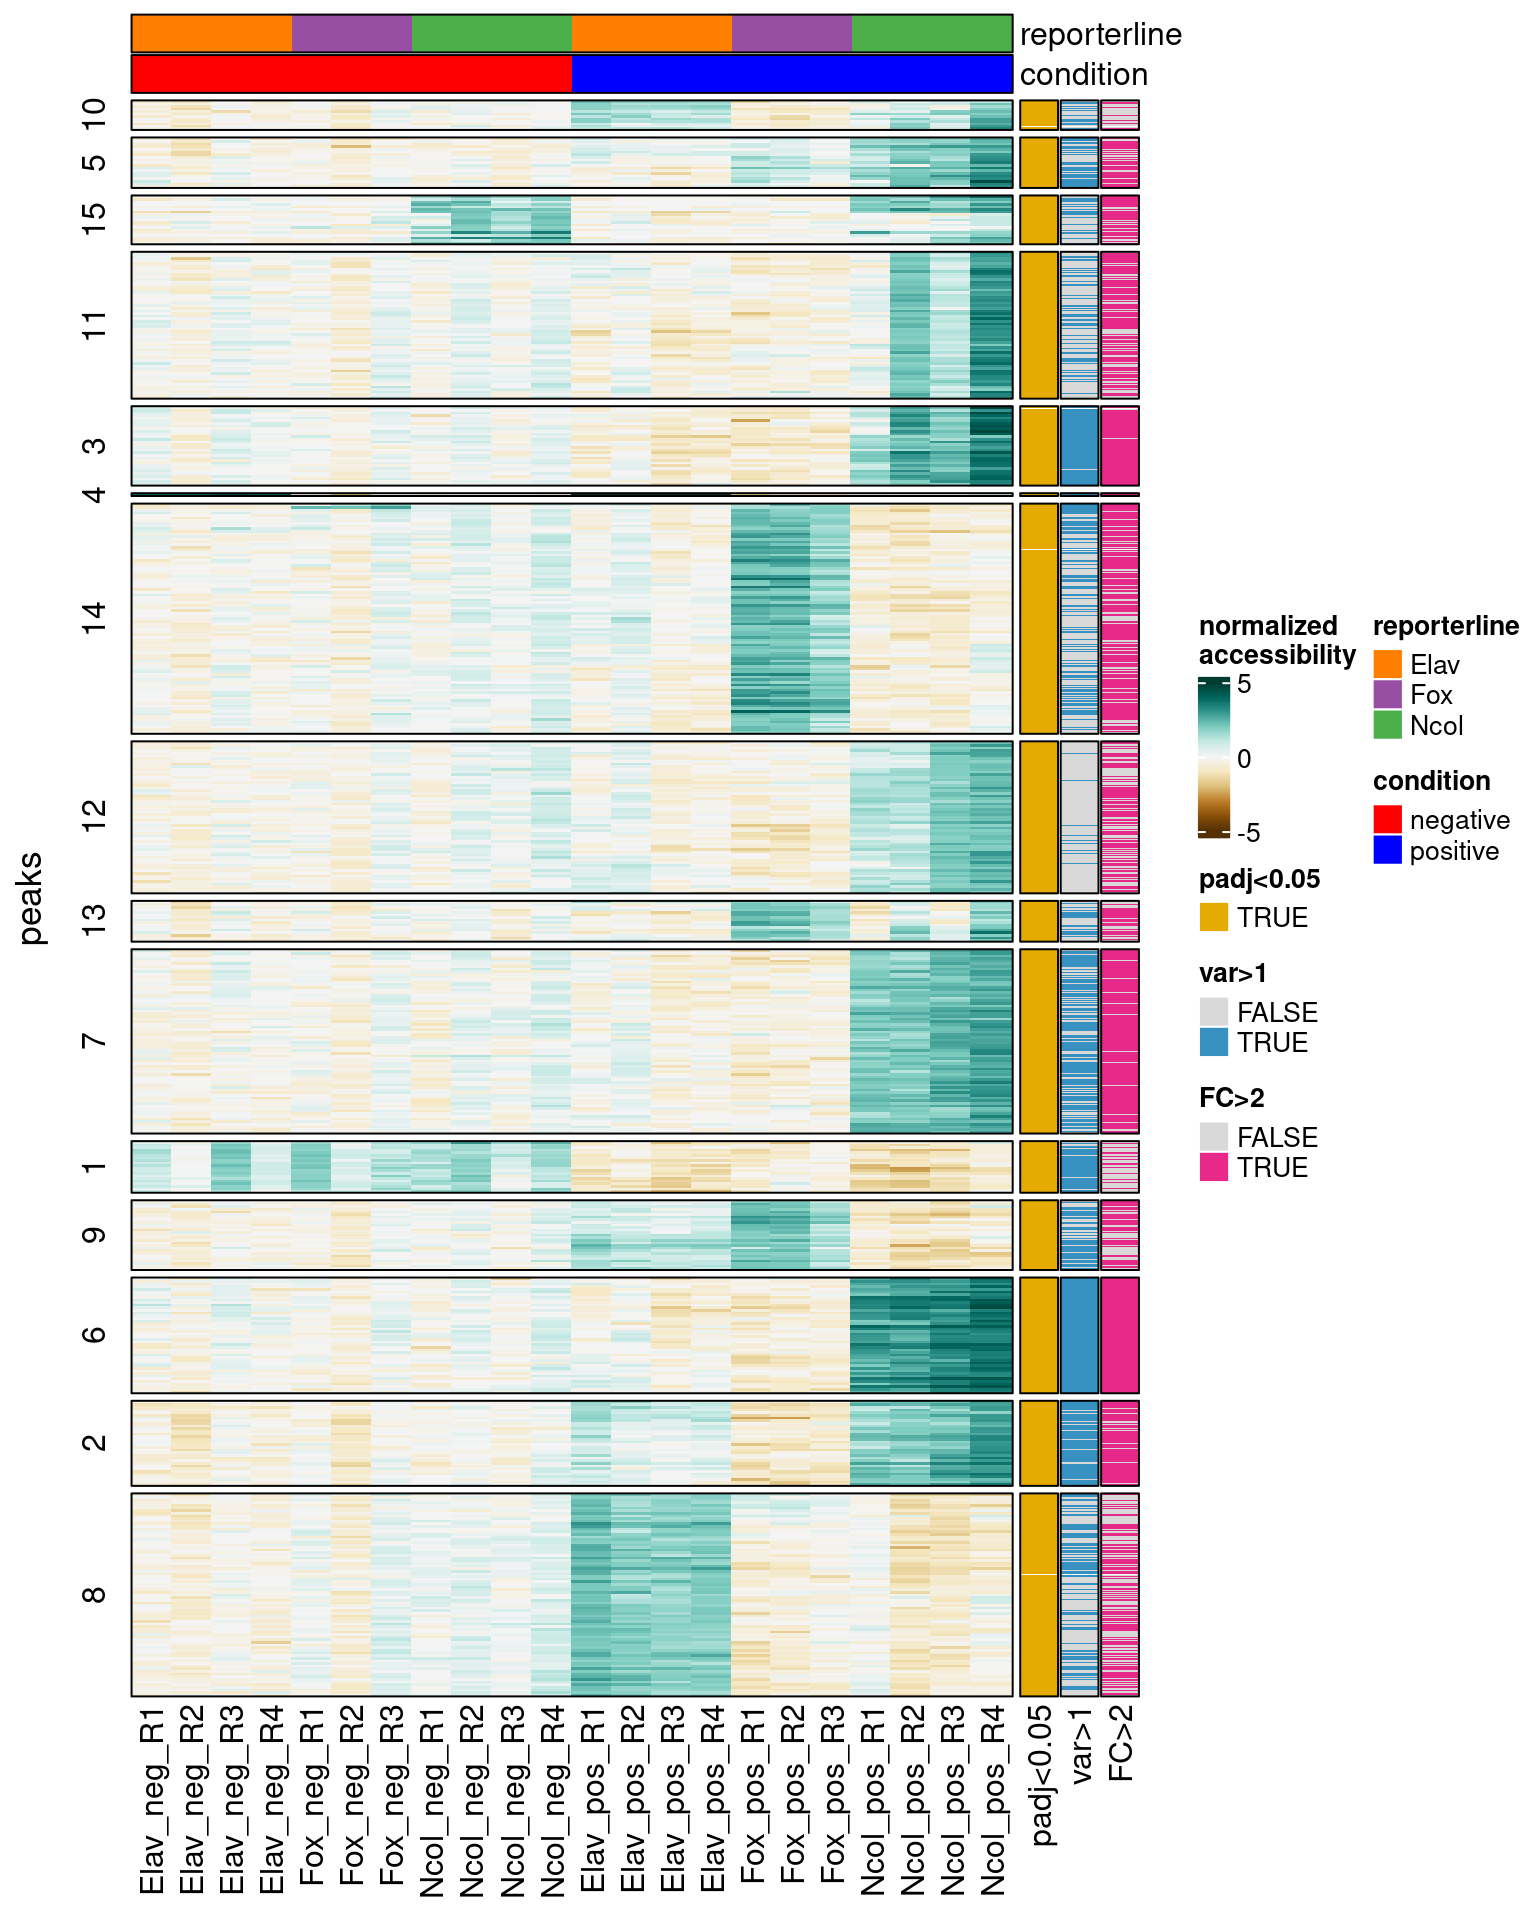 reporterline
condition
10
5
15
11
3
4
14
12
13
7
1
9
6
2
8
peaks
Elav_neg_R1
Elav_neg_R2
Elav_neg_R3
Elav_neg_R4
Fox_neg_R1
Fox_neg_R2
Fox_neg_R3
Ncol_neg_R1
Ncol_neg_R2
Ncol_neg_R3
Ncol_neg_R4
Elav_pos_R1
Elav_pos_R2
Elav_pos_R3
Elav_pos_R4
Fox_pos_R1
Fox_pos_R2
Fox_pos_R3
Ncol_pos_R1
Ncol_pos_R2
Ncol_pos_R3
Ncol_pos_R4
padj<0.05
var>1
FC>2
normalized
accessibility
5
0
-5
padj<0.05
TRUE
var>1
FALSE
TRUE
FC>2
FALSE
TRUE
reporterline
Elav
Fox
Ncol
condition
negative
positive